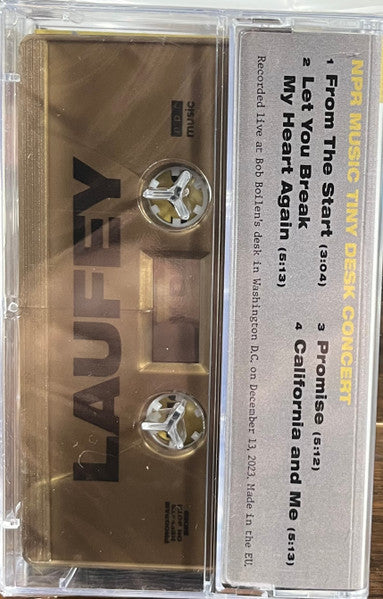 NPR MUSIC TINY DESK CONCERT
1 From The Start (3:04)
2 Let You Break
My Heart Again (5:13)
3 Promise (5:12)
4 California and Me (5:13)
Recorded live at Bob Boilen's desk in Washington D.C. on December 13, 2023. Made in the EU.
npr music
LAUFEY